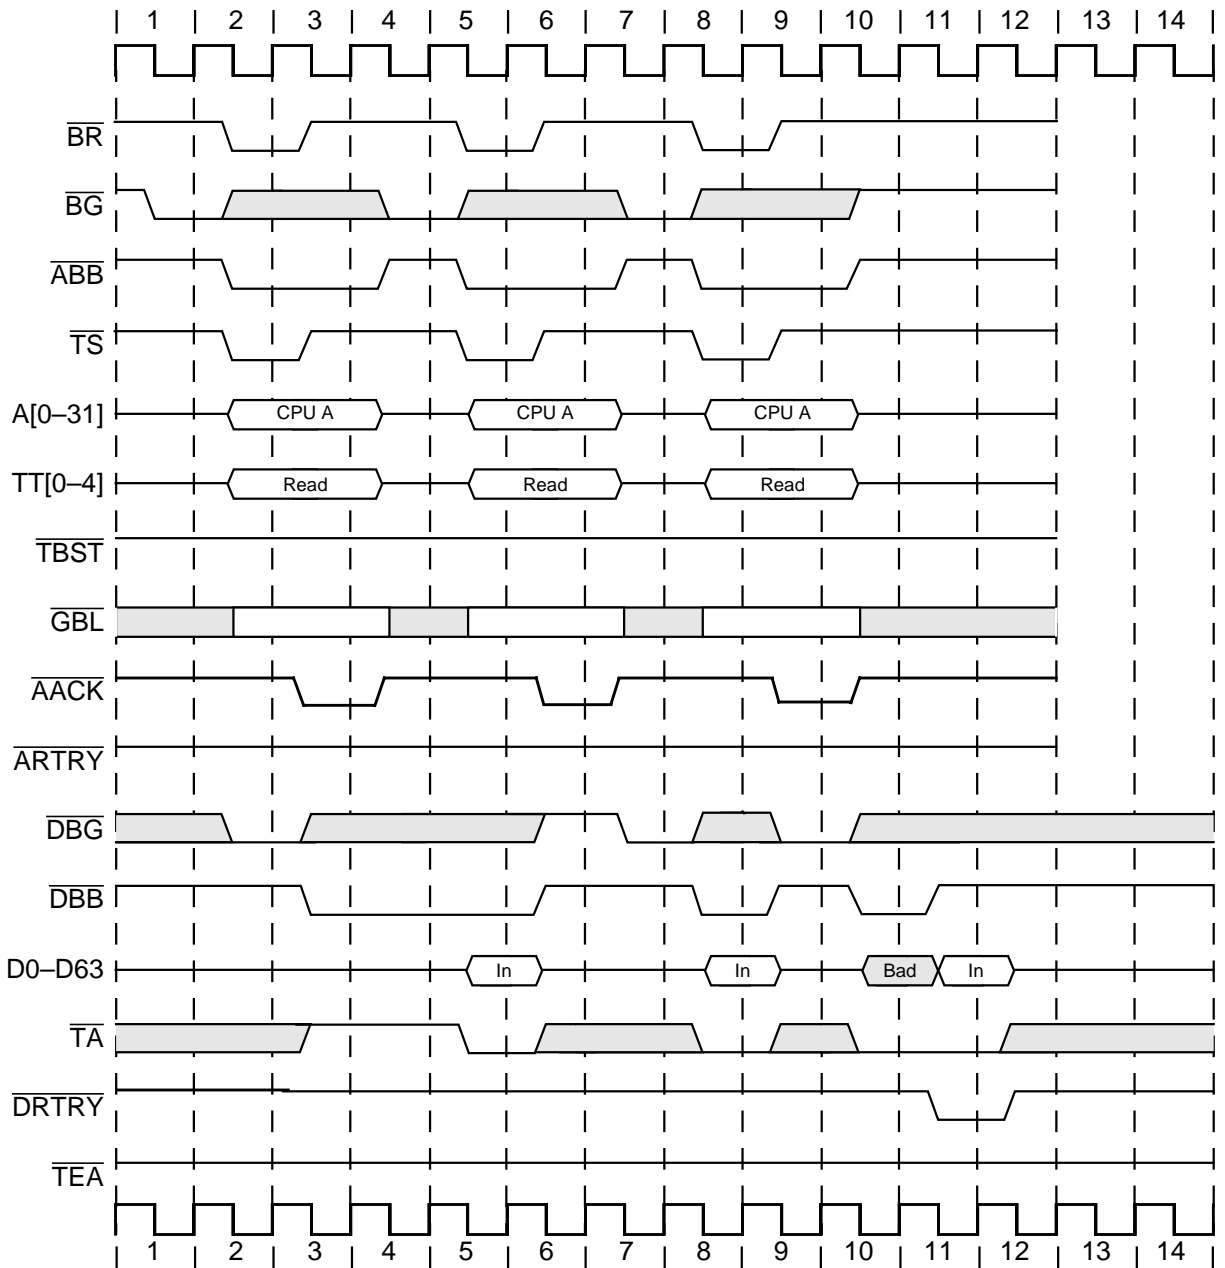 1 2 3 4 5 6 7 8 9 10 11 12 13 14
BR
BG
ABB
TS
A[0–31] CPU A CPU A CPU A
TT[0–4] Read Read Read
TBST
GBL
AACK
ARTRY
DBG
DBB
D0–D63 In In Bad In
TA
DRTRY
TEA
1 2 3 4 5 6 7 8 9 10 11 12 13 14